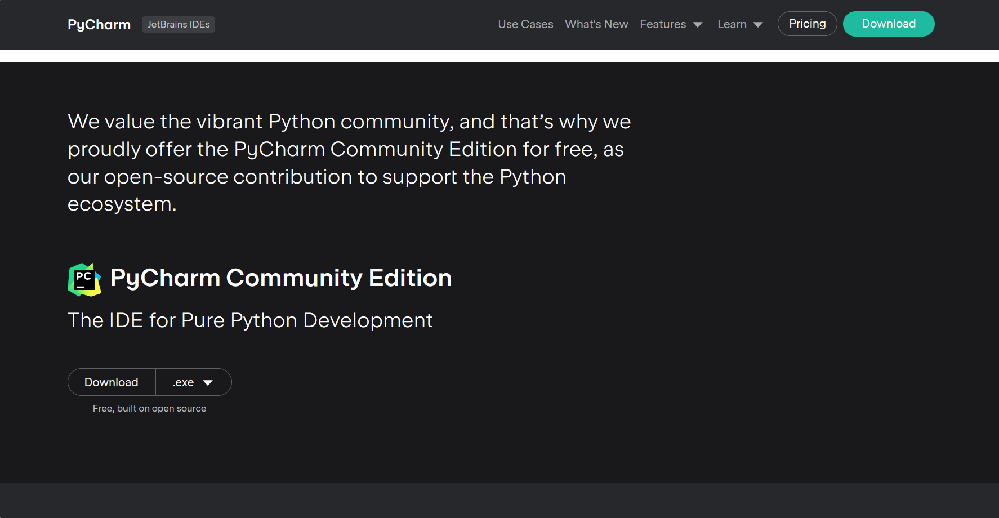 PyCharm JetBrains IDEs Use Cases What's New Features Learn Pricing Download
We value the vibrant Python community, and that’s why we
proudly offer the PyCharm Community Edition for free, as
our open-source contribution to support the Python
ecosystem.
PC PyCharm Community Edition
The IDE for Pure Python Development
Download .exe
Free, built on open source